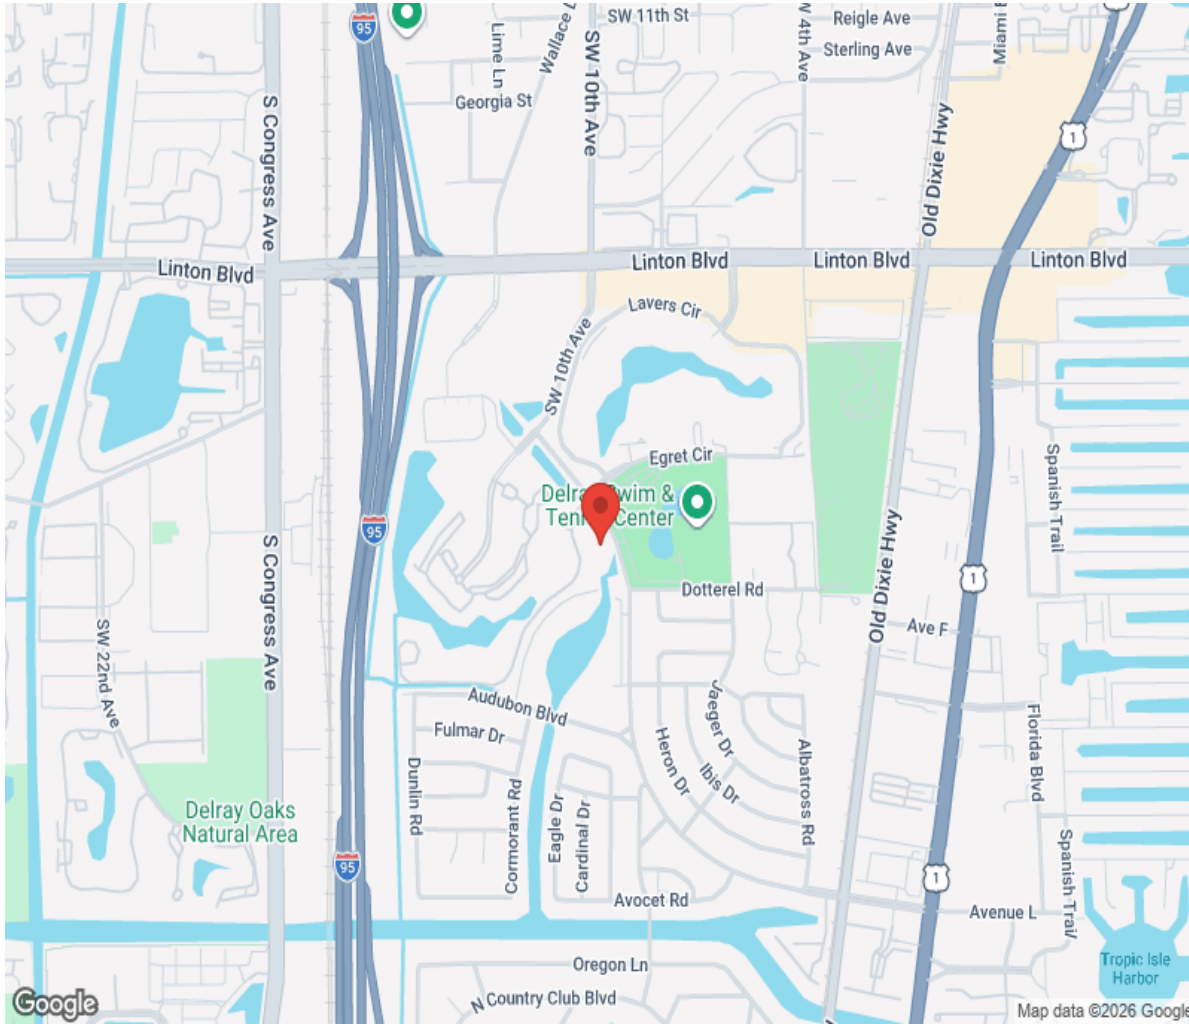 SW 11th St
Reigle Ave
Sterling Ave
Miami
W 4th Ave
95
Lime Ln
Wallace
SW 10th Ave
Georgia St
S Congress Ave
Old Dixie Hwy
1
Linton Blvd
Linton Blvd
Linton Blvd
Linton Blvd
Lavers Cir
SW 10th Ave
Egret Cir
Spanish Trail
Delray Swim &
Tennis Center
95
S Congress Ave
Old Dixie Hwy
1
Dotterel Rd
Ave F
SW 22nd Ave
Audubon Blvd
Fulmar Dr
Jaeger Dr
Heron Dr
Ibis Dr
Albatross Rd
Florida Blvd
Dunlin Rd
Cormorant Rd
Eagle Dr
Cardinal Dr
Delray Oaks
Natural Area
95
1
Spanish Trail
Avocet Rd
Avenue L
Oregon Ln
N Country Club Blvd
Tropic Isle
Harbor
Google
Map data ©2026 Google